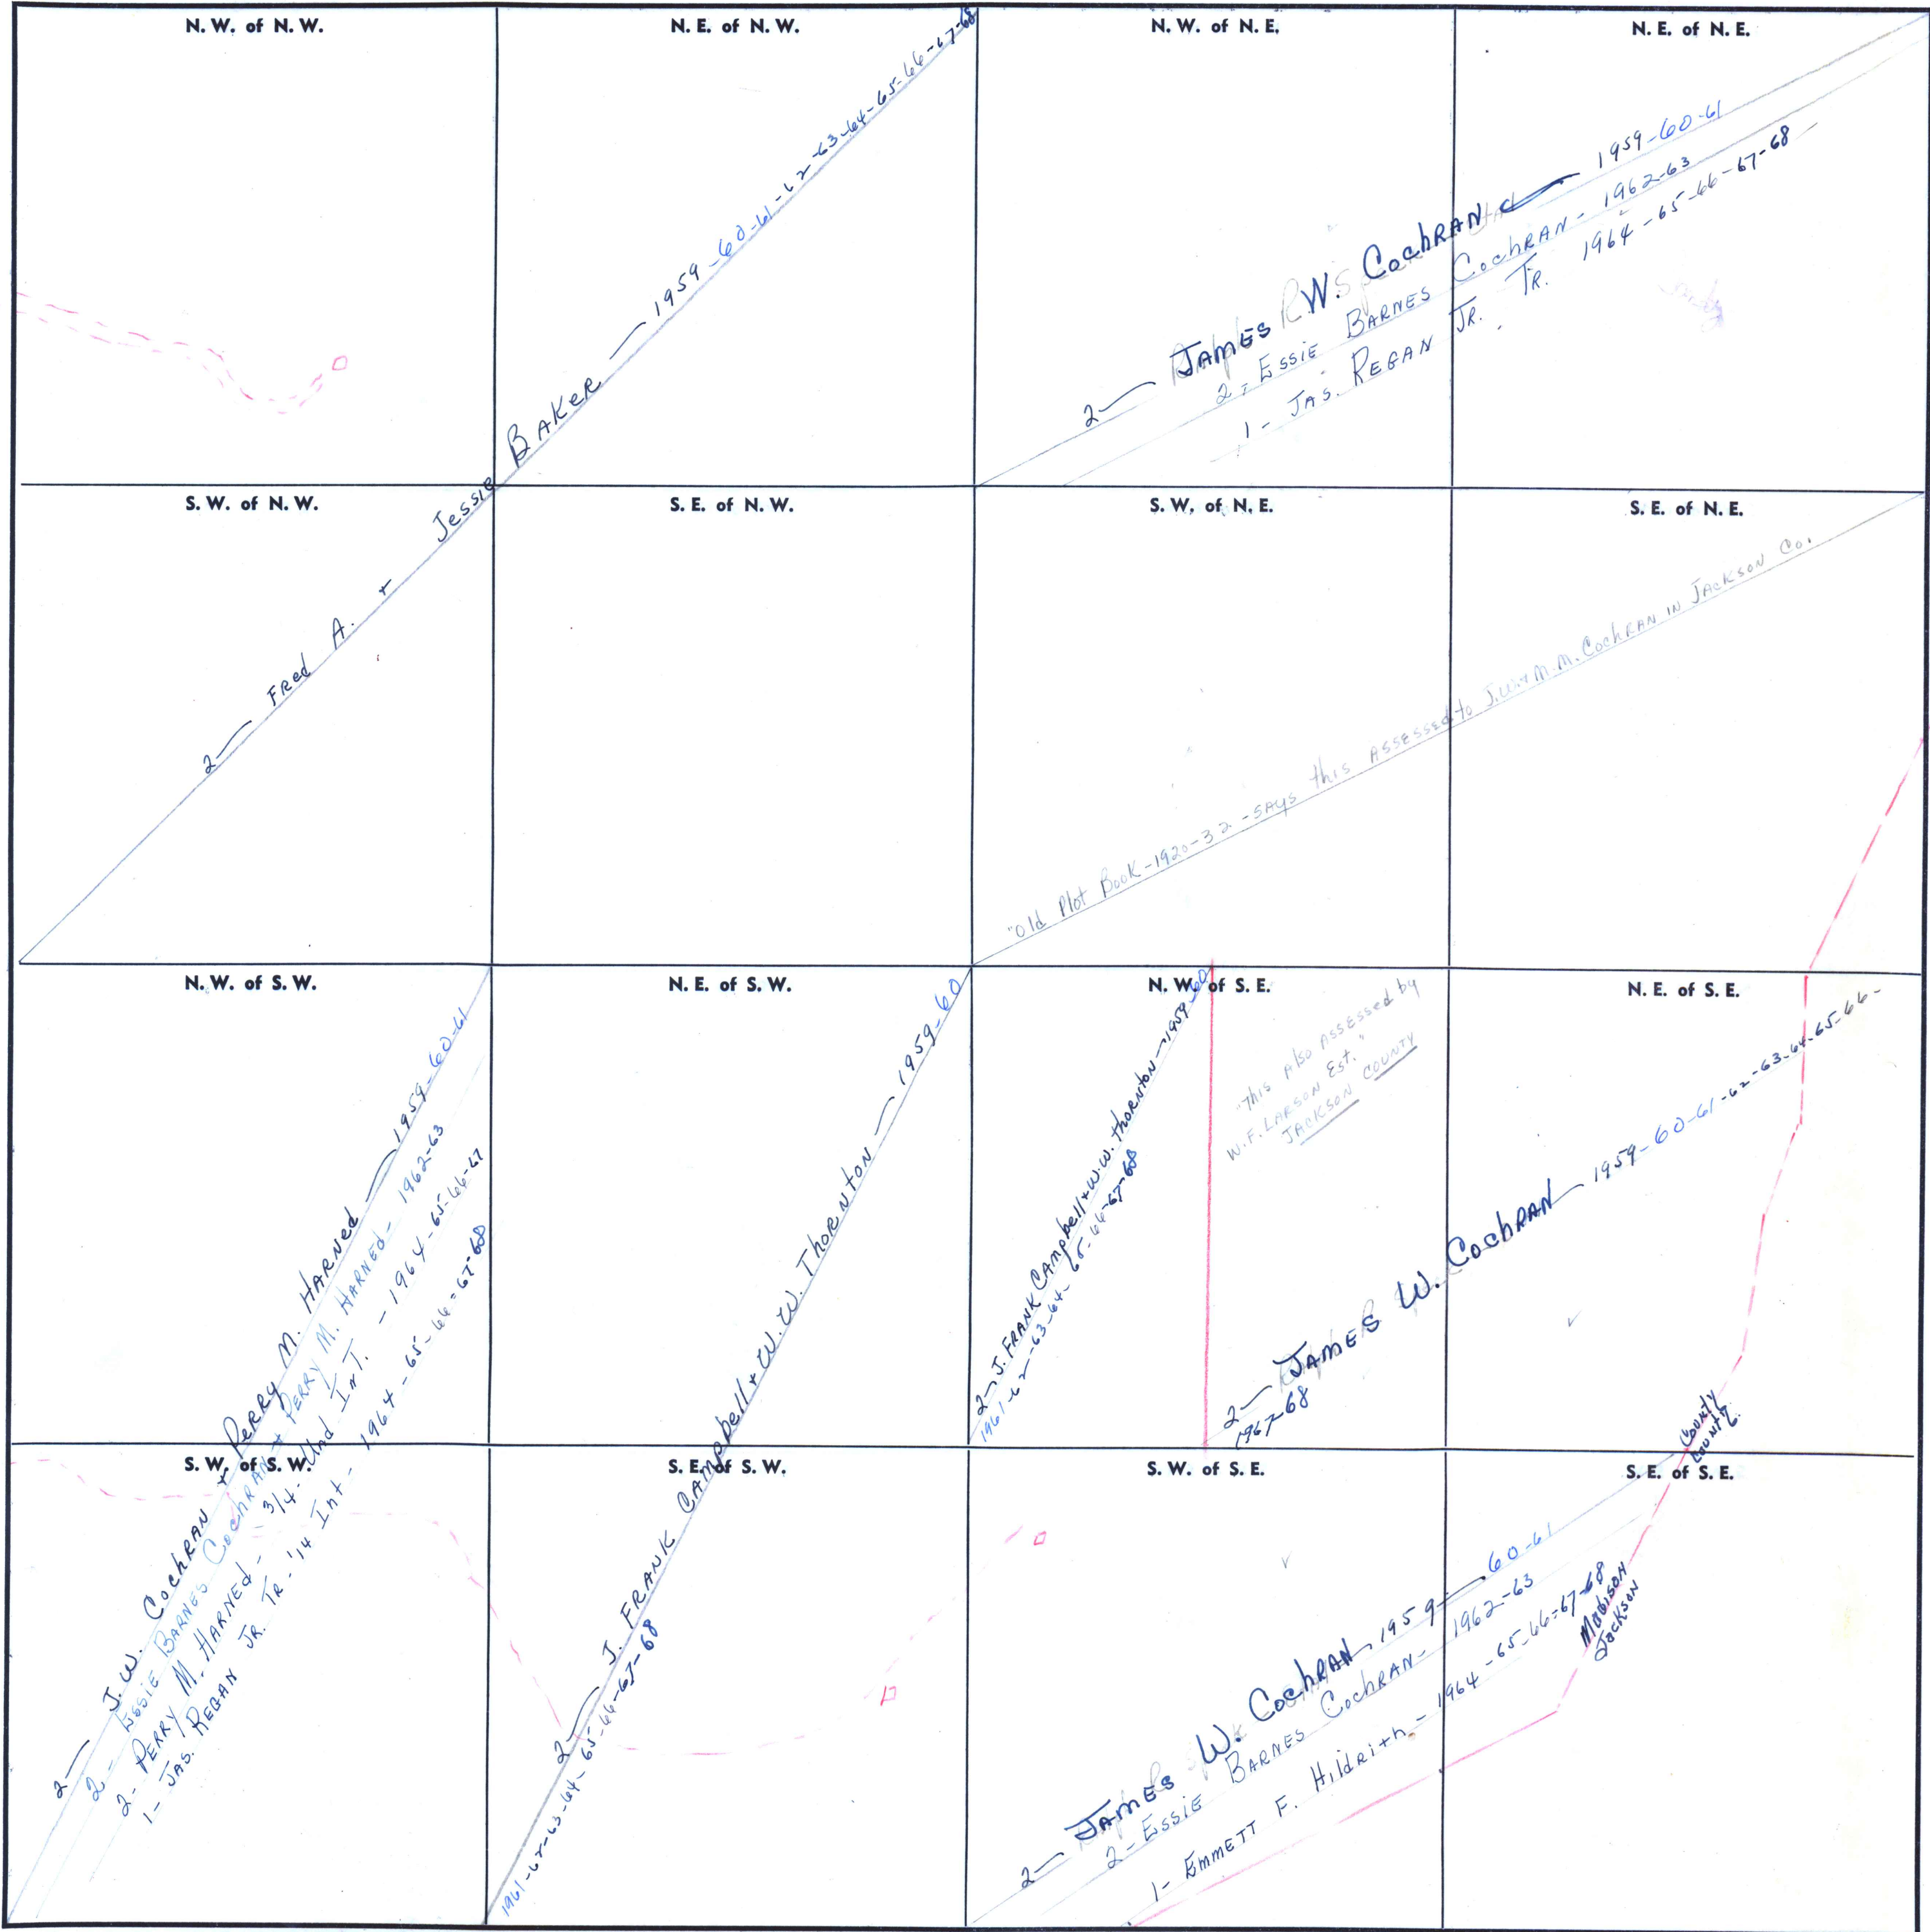 N. W. of N. W.
N. E. of N. W.
N. W. of N. E.
N. E. of N. E.
2 — Fred A. + Jessie Baker — 1959-60-61-62-63-64-65-66-67-68
2 — James W. Cochran — 1959-60-61
2 - Essie Barnes Cochran - 1962-63
1 - Jas. Regan Jr. Tr. 1964-65-66-67-68
S. W. of N. W.
S. E. of N. W.
S. W. of N. E.
S. E. of N. E.
"Old Plot Book-1920-32-says this Assessed to J.W.+M.M. Cochran in Jackson Co.
N. W. of S. W.
N. E. of S. W.
N. W. of S. E.
N. E. of S. E.
2 — J. W. Cochran + Perry M. Harned — 1959-60-61
2 - Essie Barnes Cochran + Perry M. Harned - 1962-63
2 - Perry M. Harned - 3/4 - Und. Int. - 1964-65-66-67
1 - Jas. Regan Jr. Tr. - 1/4 Int - 1964-65-66-67-68
2 — J. Frank Campbell + W. W. Thornton — 1959-60
1961-62-63-64-65-66-67-68
2 — J. Frank Campbell + W.W. Thornton — 1959-60
1961-62-63-64-65-66-67-68
"This Also Assessed by
W.F. Larson Est."
Jackson County
2 — James W. Cochran — 1959-60-61-62-63-64-65-66-
1967-68
County
County
S. W. of S. W.
S. E. of S. W.
S. W. of S. E.
S. E. of S. E.
2 — James W. Cochran 1959 — 60-61
2 - Essie Barnes Cochran - 1962-63
1 - Emmett F. Hildrith - 1964-65-66-67-68
Madison
Jackson